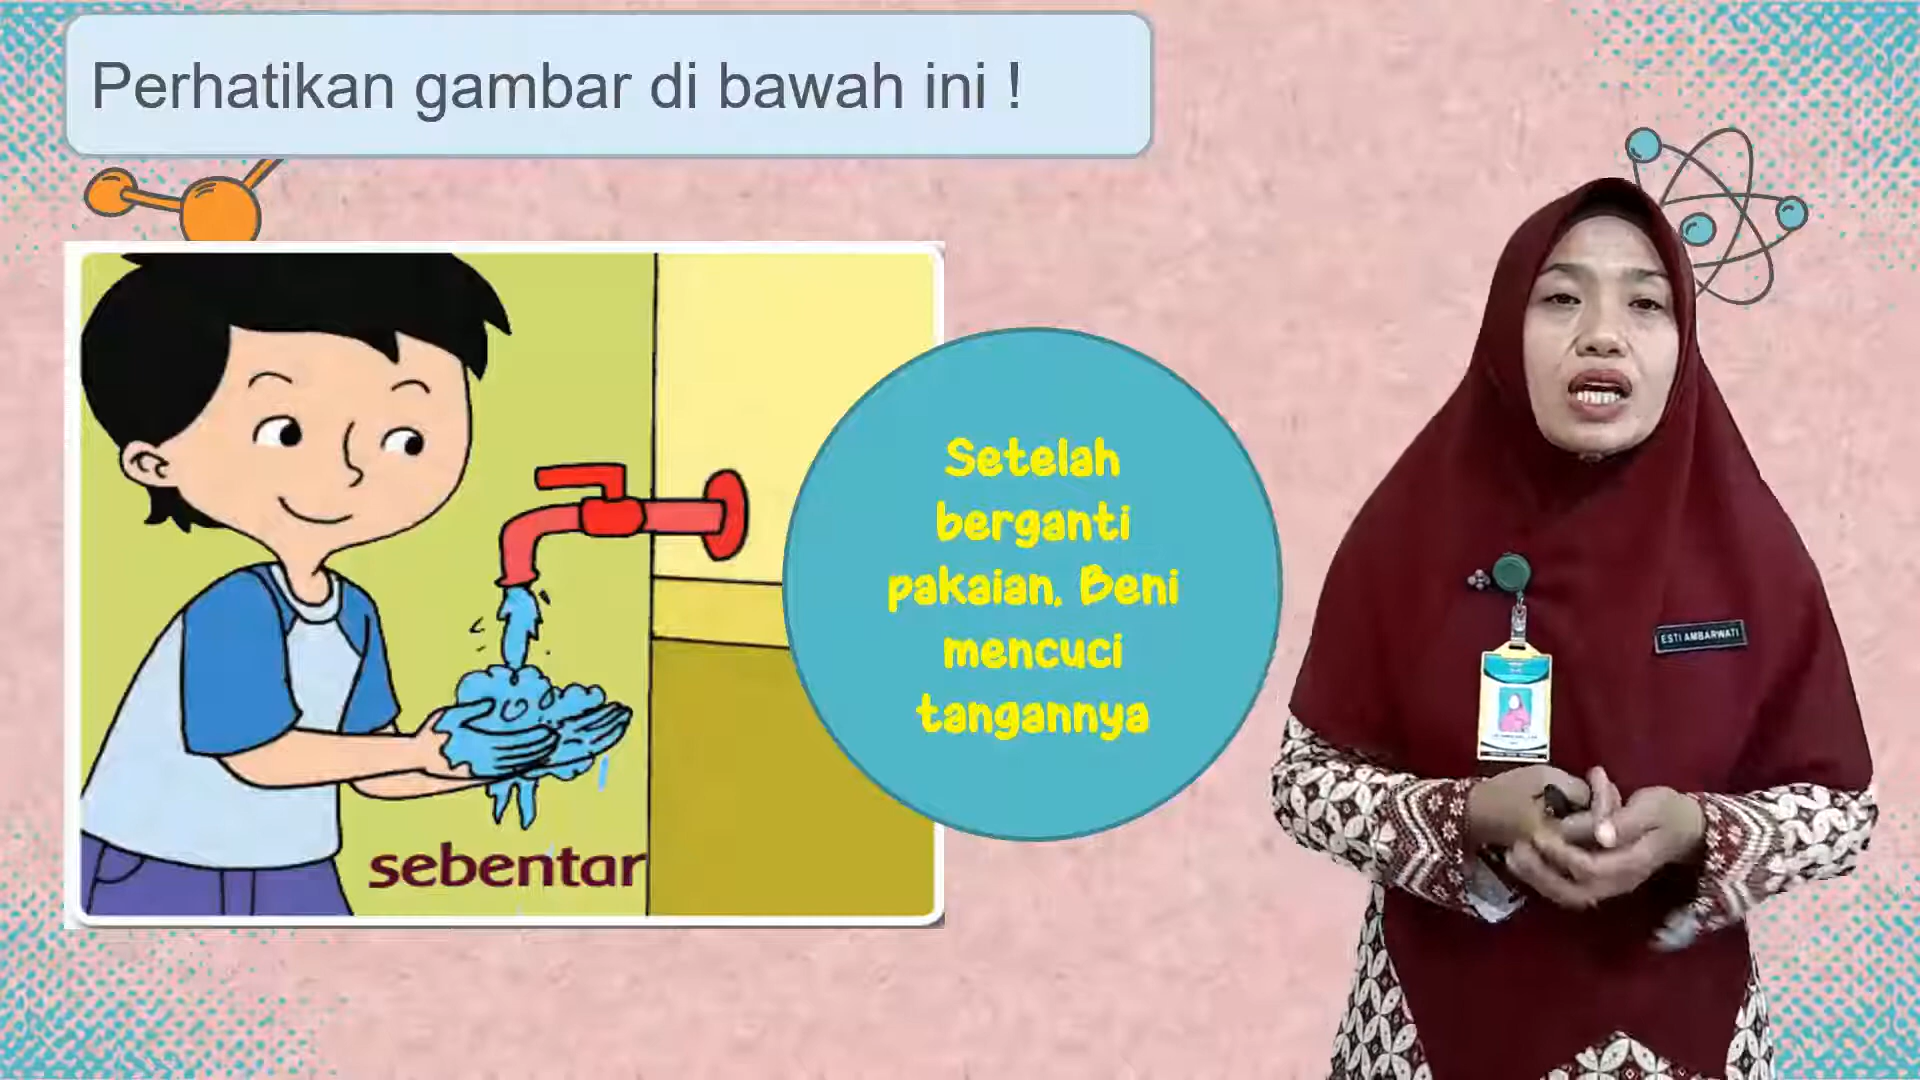 Perhatikan gambar di bawah ini !
Setelah
berganti
pakaian, Beni
mencuci
tangannya
sebentar
ESTI AMBARWATI